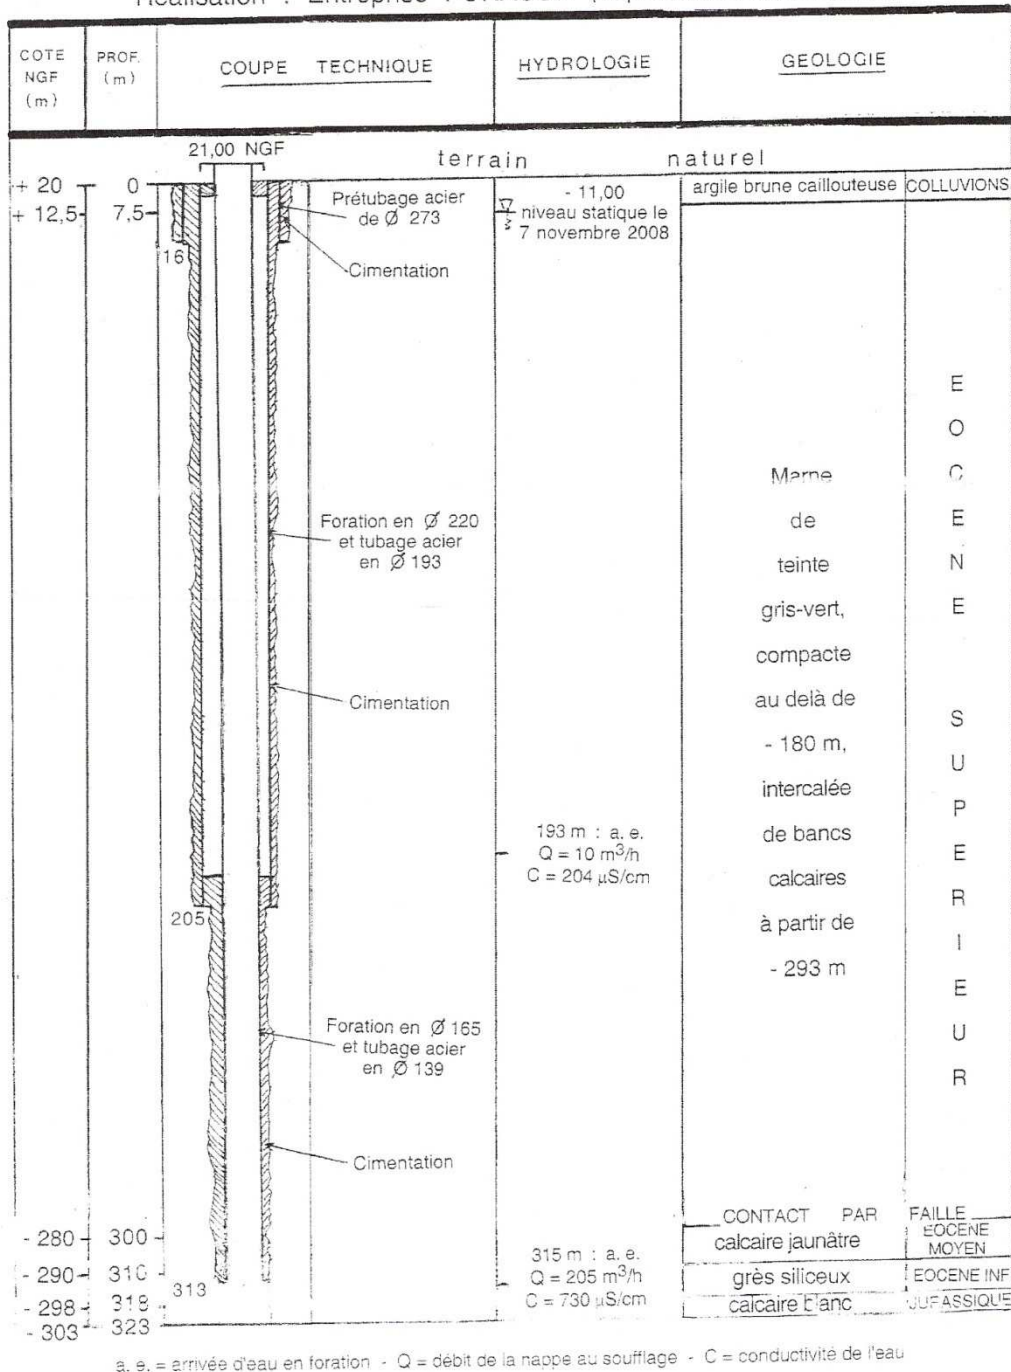 Réalisation : Entreprise
COTE NGF (m)
PROF. (m)
COUPE TECHNIQUE
HYDROLOGIE
GEOLOGIE
21,00 NGF
terrain naturel
+ 20
0
+ 12,5
7,5
16
Prétubage acier
de Ø 273
Cimentation
- 11,00
niveau statique le
7 novembre 2008
argile brune caillouteuse
COLLUVIONS
Foration en Ø 220
et tubage acier
en Ø 193
Cimentation
193 m : a. e.
Q = 10 m³/h
C = 204 µS/cm
205
Foration en Ø 165
et tubage acier
en Ø 139
Cimentation
Marne
de
teinte
gris-vert,
compacte
au delà de
- 180 m,
intercalée
de bancs
calcaires
à partir de
- 293 m
EOCENE SUPERIEUR
CONTACT PAR FAILLE
- 280
300
- 290
310
313
- 298
318
- 303
323
315 m : a. e.
Q = 205 m³/h
C = 730 µS/cm
calcaire jaunâtre
EOCENE
MOYEN
grès siliceux
EOCENE INF
calcaire blanc
JURASSIQUE
a. e. = arrivée d'eau en foration - Q = débit de la nappe au soufflage - C = conductivité de l'eau